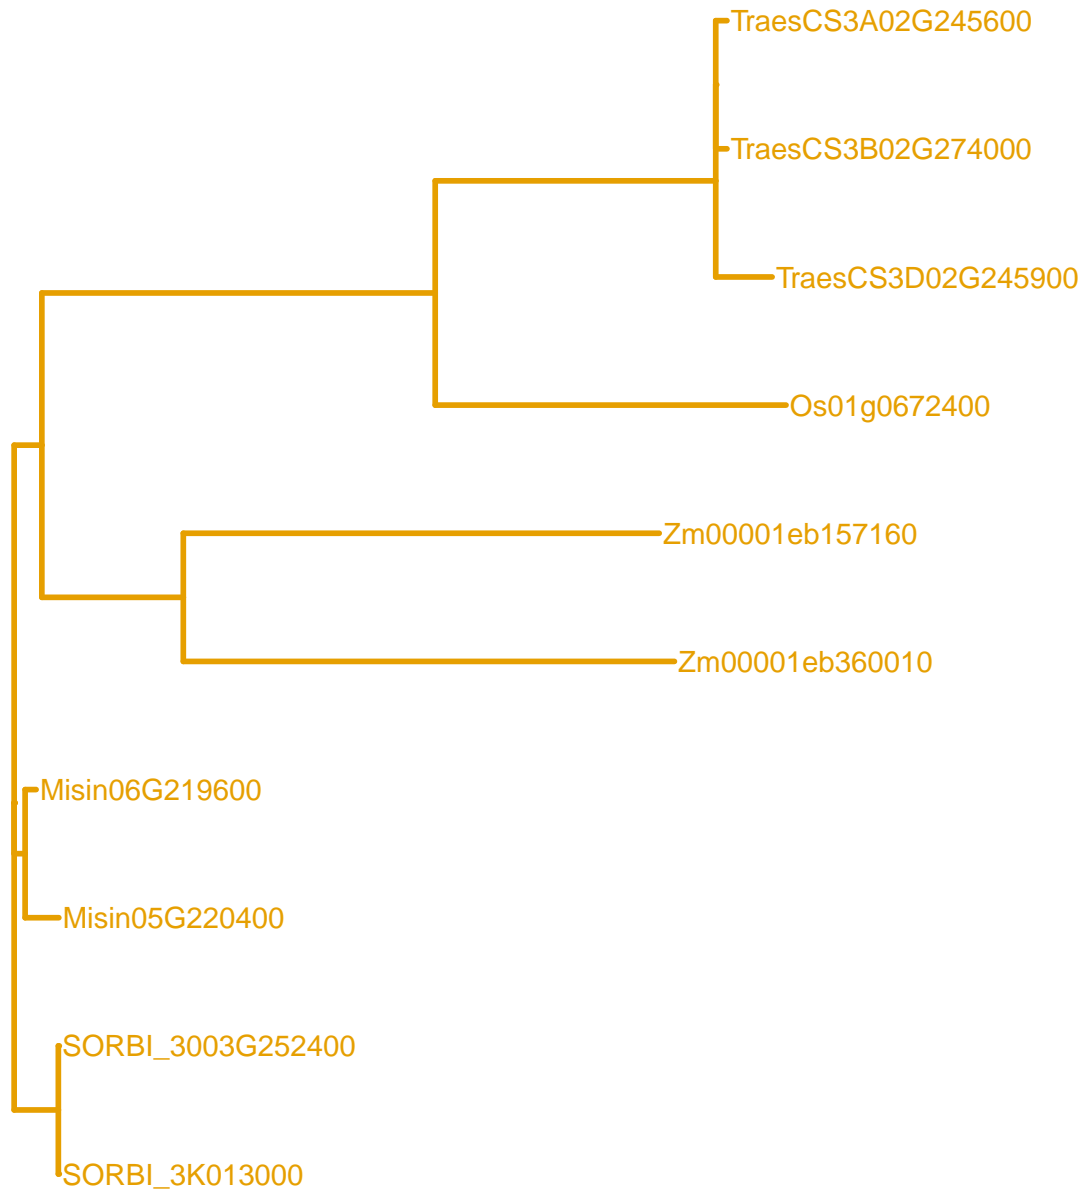 TraesCS3A02G245600
TraesCS3B02G274000
TraesCS3D02G245900
Os01g0672400
Zm00001eb157160
Zm00001eb360010
Misin06G219600
Misin05G220400
SORBI_3003G252400
SORBI_3K013000